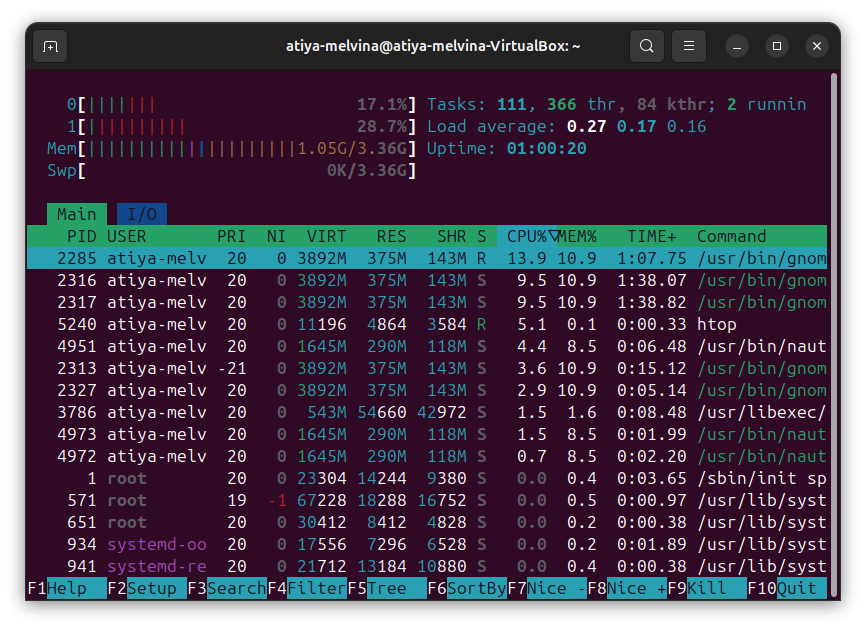 atiya-melvina@atiya-melvina-VirtualBox: ~
0[||||||| 17.1%] Tasks: 111, 366 thr, 84 kthr; 2 runnin
1[|||||||||| 28.7%] Load average: 0.27 0.17 0.16
Mem[|||||||||||||||||||||1.05G/3.36G] Uptime: 01:00:20
Swp[ 0K/3.36G]
Main I/O
PID USER PRI NI VIRT RES SHR S CPU%▽MEM% TIME+ Command
2285 atiya-melv 20 0 3892M 375M 143M R 13.9 10.9 1:07.75 /usr/bin/gnom
2316 atiya-melv 20 0 3892M 375M 143M S 9.5 10.9 1:38.07 /usr/bin/gnom
2317 atiya-melv 20 0 3892M 375M 143M S 9.5 10.9 1:38.82 /usr/bin/gnom
5240 atiya-melv 20 0 11196 4864 3584 R 5.1 0.1 0:00.33 htop
4951 atiya-melv 20 0 1645M 290M 118M S 4.4 8.5 0:06.48 /usr/bin/naut
2313 atiya-melv -21 0 3892M 375M 143M S 3.6 10.9 0:15.12 /usr/bin/gnom
2327 atiya-melv 20 0 3892M 375M 143M S 2.9 10.9 0:05.14 /usr/bin/gnom
3786 atiya-melv 20 0 543M 54660 42972 S 1.5 1.6 0:08.48 /usr/libexec/
4973 atiya-melv 20 0 1645M 290M 118M S 1.5 8.5 0:01.99 /usr/bin/naut
4972 atiya-melv 20 0 1645M 290M 118M S 0.7 8.5 0:02.20 /usr/bin/naut
1 root 20 0 23304 14244 9380 S 0.0 0.4 0:03.65 /sbin/init sp
571 root 19 -1 67228 18288 16752 S 0.0 0.5 0:00.97 /usr/lib/syst
651 root 20 0 30412 8412 4828 S 0.0 0.2 0:00.38 /usr/lib/syst
934 systemd-oo 20 0 17556 7296 6528 S 0.0 0.2 0:01.89 /usr/lib/syst
941 systemd-re 20 0 21712 13184 10880 S 0.0 0.4 0:00.38 /usr/lib/syst
F1Help F2Setup F3SearchF4FilterF5Tree F6SortByF7Nice -F8Nice +F9Kill F10Quit